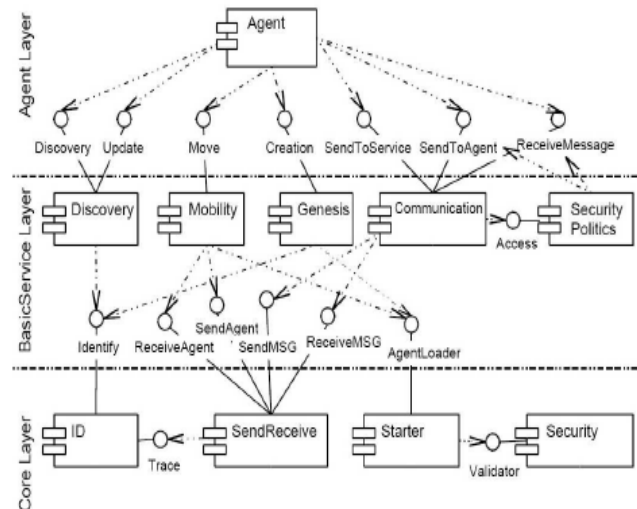 Agent Layer
Agent
Discovery
Update
Move
Creation
SendToService
SendToAgent
ReceiveMessage
BasicService Layer
Discovery
Mobility
Genesis
Communication
Security
Politics
Access
Identify
ReceiveAgent
SendAgent
SendMSG
ReceiveMSG
AgentLoader
Core Layer
ID
SendReceive
Starter
Security
Trace
Validator